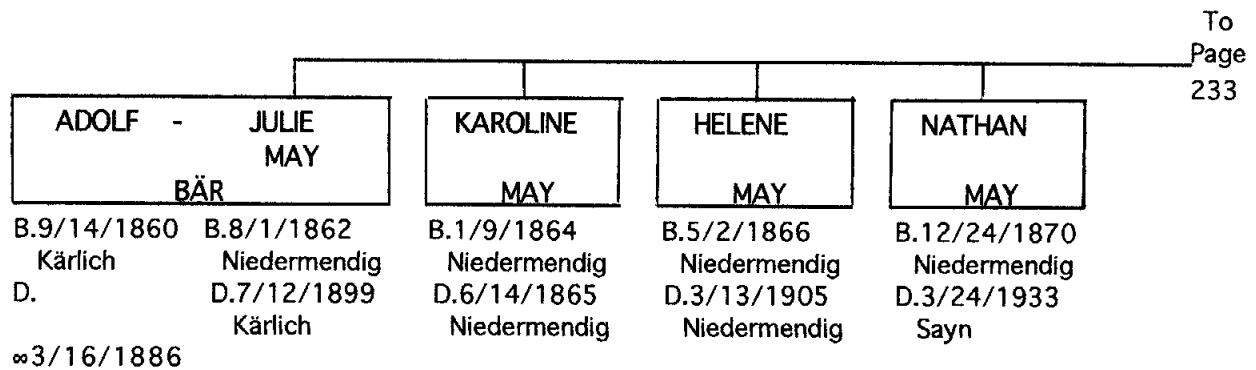 To
Page
233
ADOLF - JULIE
MAY
BÄR
B.9/14/1860 B.8/1/1862
Kärlich Niedermendig
D. D.7/12/1899
Kärlich
∞3/16/1886
KAROLINE
MAY
B.1/9/1864
Niedermendig
D.6/14/1865
Niedermendig
HELENE
MAY
B.5/2/1866
Niedermendig
D.3/13/1905
Niedermendig
NATHAN
MAY
B.12/24/1870
Niedermendig
D.3/24/1933
Sayn